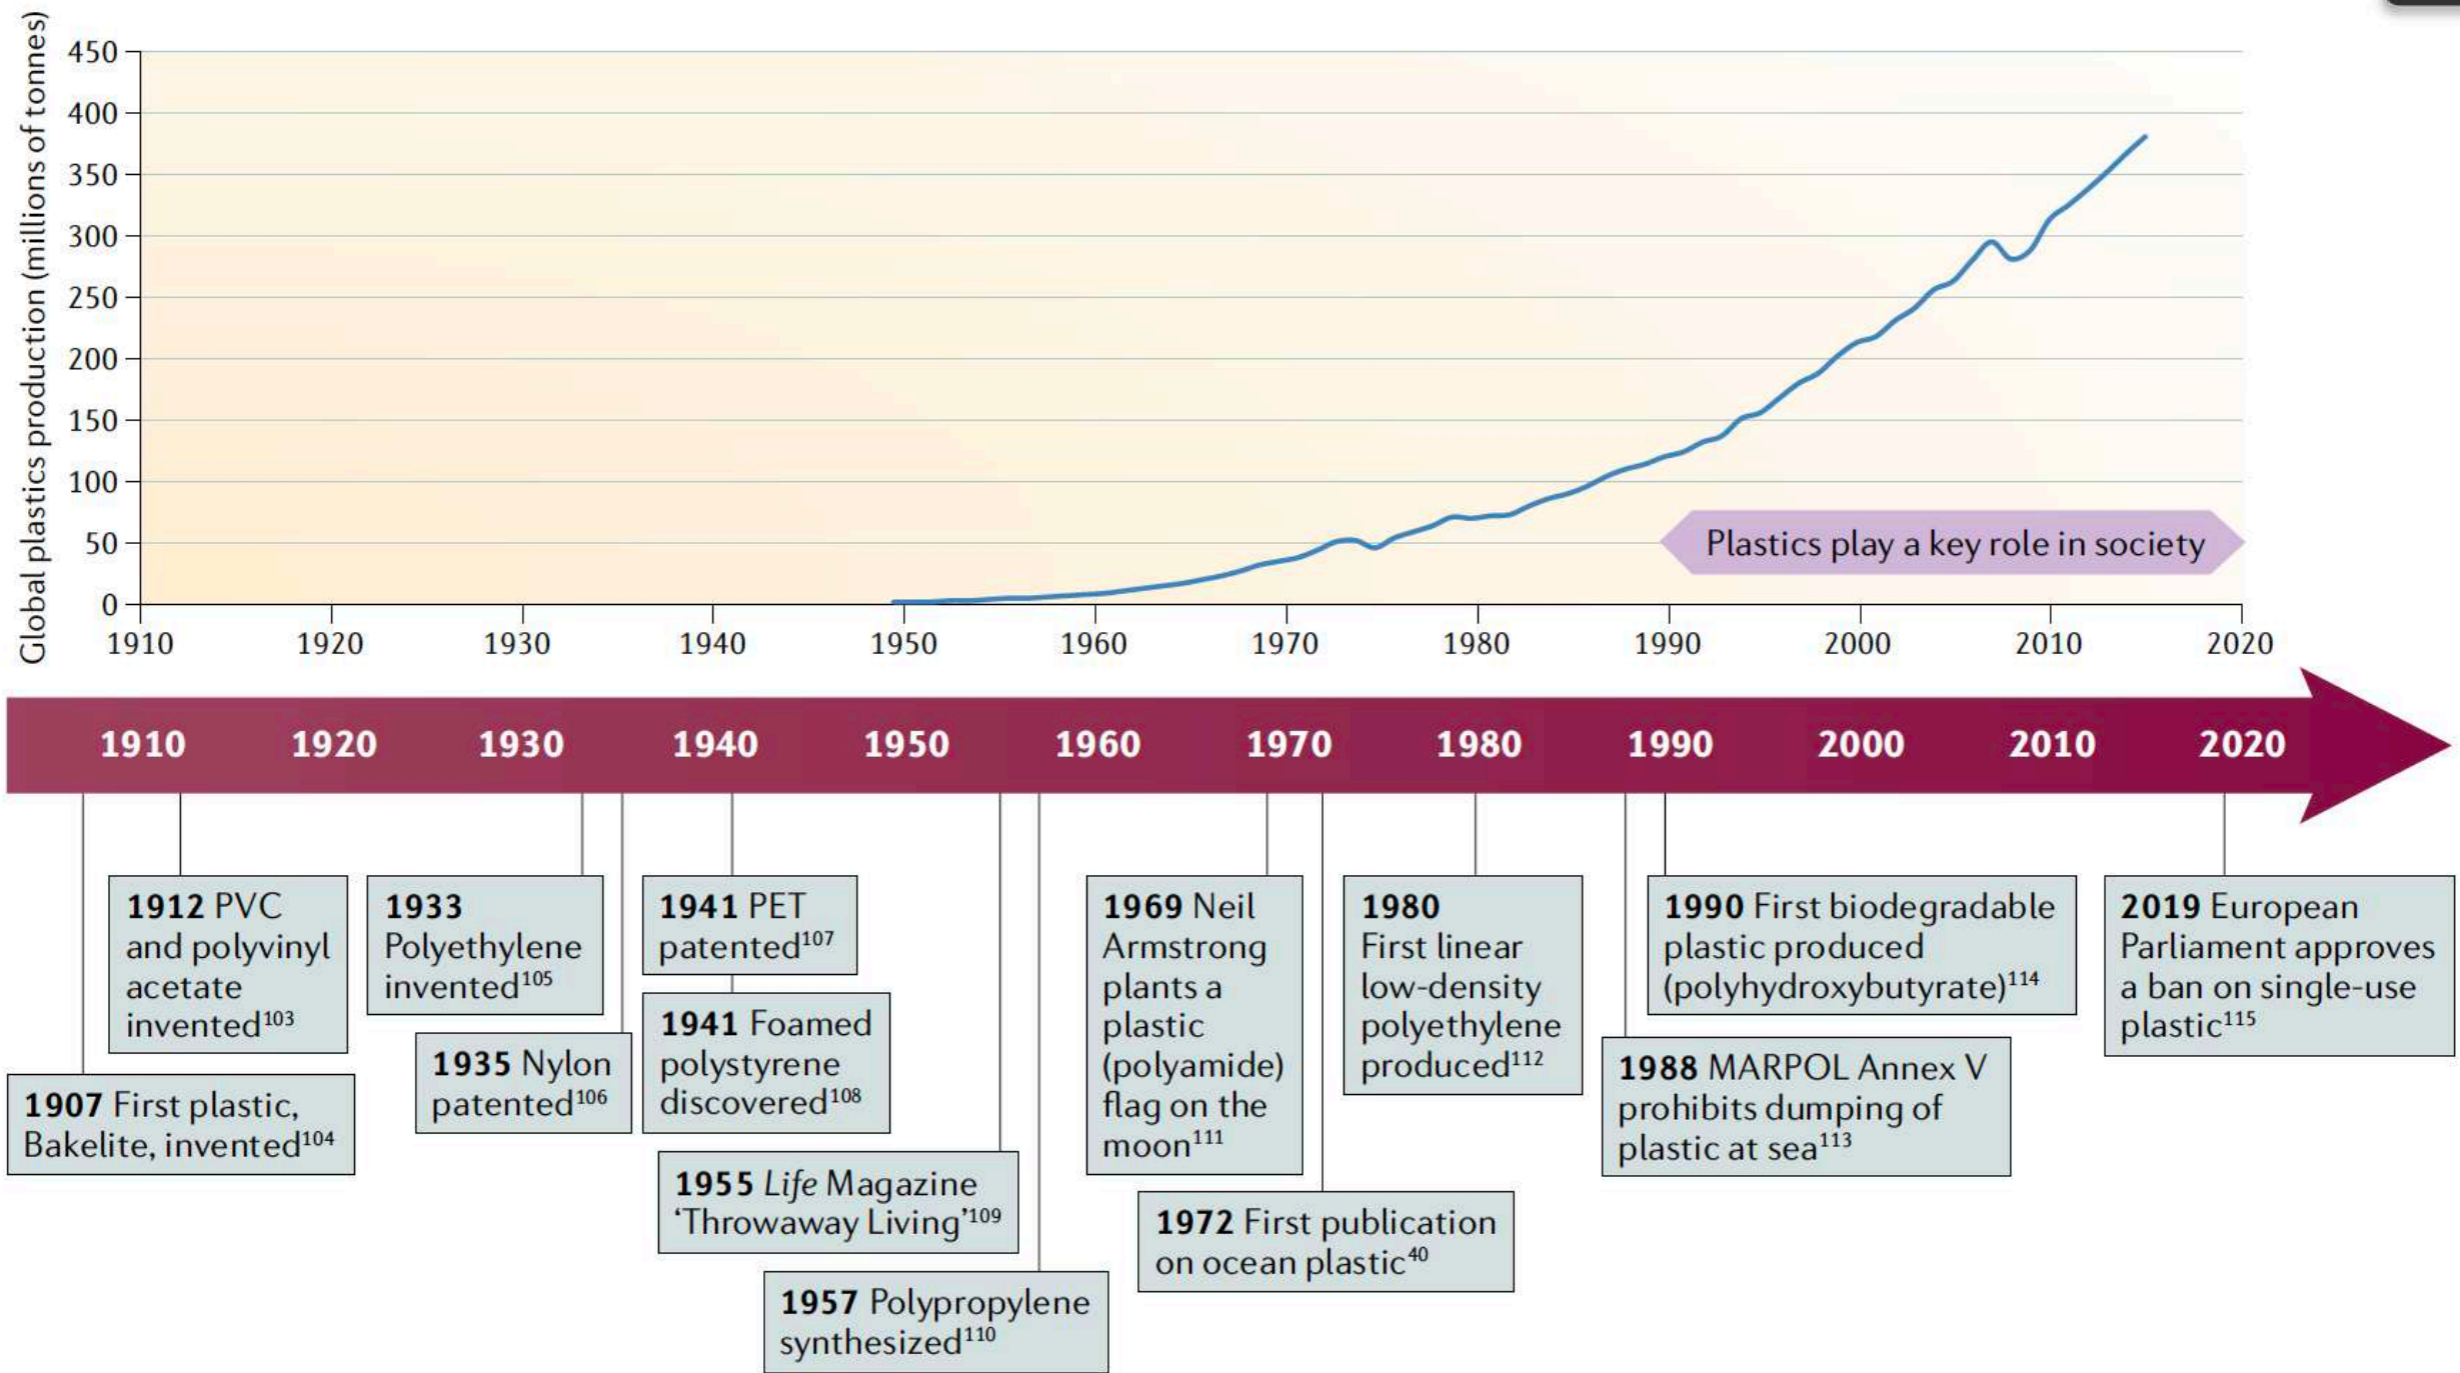 Global plastics production (millions of tonnes)
450
400
350
300
250
200
150
100
50
0
Plastics play a key role in society
1910 1920 1930 1940 1950 1960 1970 1980 1990 2000 2010 2020
1910 1920 1930 1940 1950 1960 1970 1980 1990 2000 2010 2020
1912 PVC
and polyvinyl
acetate
invented¹⁰³
1933
Polyethylene
invented¹⁰⁵
1941 PET
patented¹⁰⁷
1969 Neil
Armstrong
plants a
plastic
(polyamide)
flag on the
moon¹¹¹
1980
First linear
low-density
polyethylene
produced¹¹²
1990 First biodegradable
plastic produced
(polyhydroxybutyrate)¹¹⁴
2019 European
Parliament approves
a ban on single-use
plastic¹¹⁵
1907 First plastic,
Bakelite, invented¹⁰⁴
1935 Nylon
patented¹⁰⁶
1941 Foamed
polystyrene
discovered¹⁰⁸
1988 MARPOL Annex V
prohibits dumping of
plastic at sea¹¹³
1955 Life Magazine
‘Throwaway Living’¹⁰⁹
1972 First publication
on ocean plastic⁴⁰
1957 Polypropylene
synthesized¹¹⁰